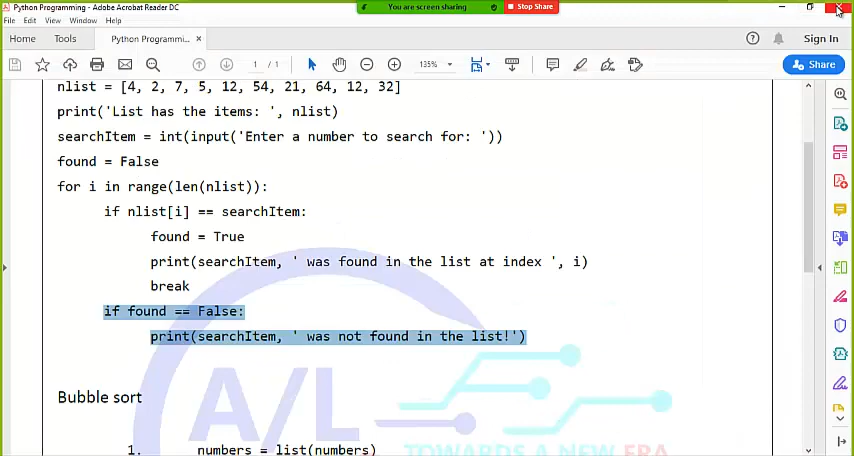 Python Programming - Adobe Acrobat Reader DC
You are screen sharing
Stop Share
File Edit View Window Help
Home Tools Python Programmi... × Sign In
1 / 1 135% Share
nlist = [4, 2, 7, 5, 12, 54, 21, 64, 12, 32]
print('List has the items: ', nlist)
searchItem = int(input('Enter a number to search for: '))
found = False
for i in range(len(nlist)):
if nlist[i] == searchItem:
found = True
print(searchItem, ' was found in the list at index ', i)
break
if found == False:
print(searchItem, ' was not found in the list!')
A/L
Bubble sort
TOWARDS A NEW ERA
1. numbers = list(numbers)